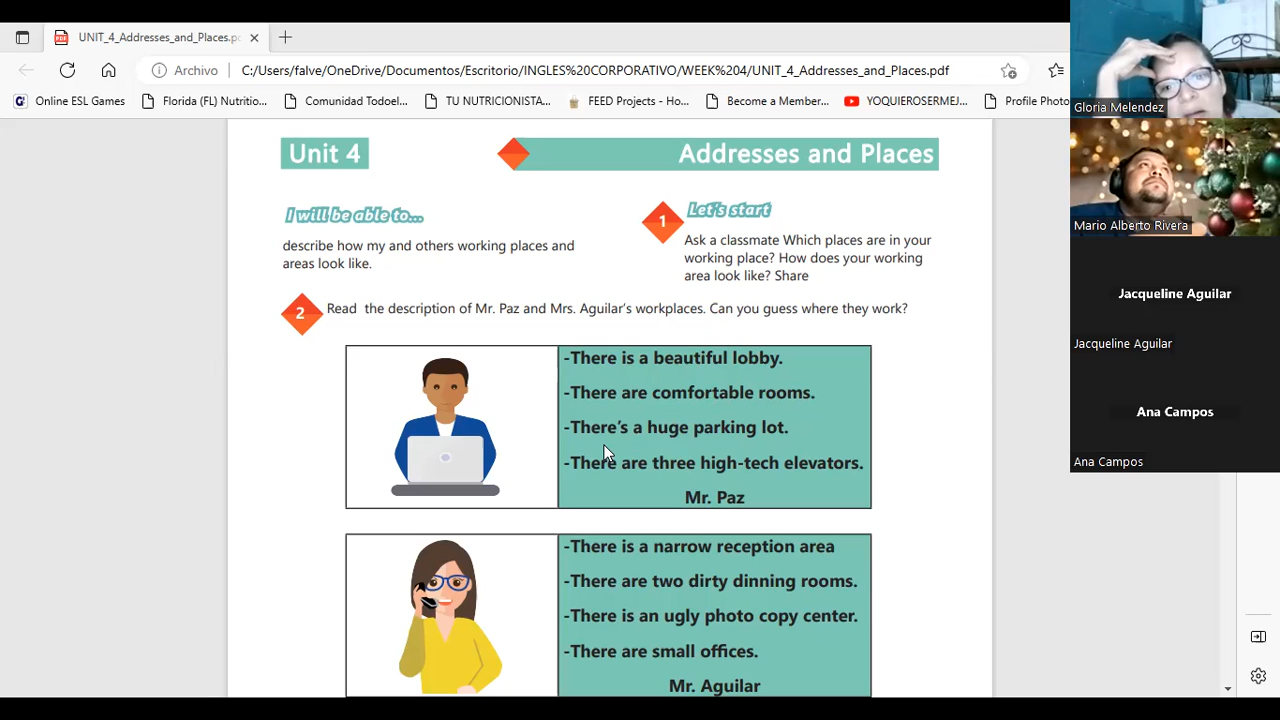 UNIT_4_Addresses_and_Places.pc
Archivo
C:/Users/falve/OneDrive/Documentos/Escritorio/INGLES%20CORPORATIVO/WEEK%204/UNIT_4_Addresses_and_Places.pdf
Online ESL Games
Florida (FL) Nutritio...
Comunidad Todoel...
TU NUTRICIONISTA...
FEED Projects - Ho...
Become a Member...
YOQUIEROSERMEJ...
Profile Photo
Unit 4
Addresses and Places
I will be able to...
describe how my and others working places and
areas look like.
1
Let's start
Ask a classmate Which places are in your
working place? How does your working
area look like? Share
2
Read the description of Mr. Paz and Mrs. Aguilar's workplaces. Can you guess where they work?
-There is a beautiful lobby.
-There are comfortable rooms.
-There's a huge parking lot.
-There are three high-tech elevators.
Mr. Paz
-There is a narrow reception area
-There are two dirty dinning rooms.
-There is an ugly photo copy center.
-There are small offices.
Mr. Aguilar
Gloria Melendez
Mario Alberto Rivera
Jacqueline Aguilar
Jacqueline Aguilar
Ana Campos
Ana Campos